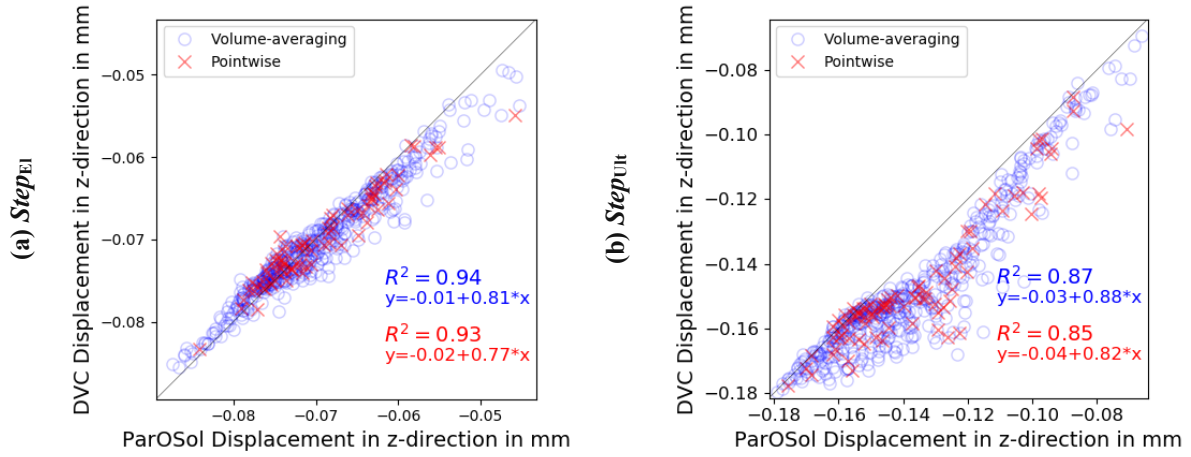 (a) StepEl
DVC Displacement in z-direction in mm
−0.05
−0.06
−0.07
−0.08
Volume-averaging
Pointwise
R² = 0.94
y=-0.01+0.81*x
R² = 0.93
y=-0.02+0.77*x
−0.08 −0.07 −0.06 −0.05
ParOSol Displacement in z-direction in mm
(b) StepUlt
DVC Displacement in z-direction in mm
−0.08
−0.10
−0.12
−0.14
−0.16
−0.18
Volume-averaging
Pointwise
R² = 0.87
y=-0.03+0.88*x
R² = 0.85
y=-0.04+0.82*x
−0.18 −0.16 −0.14 −0.12 −0.10 −0.08
ParOSol Displacement in z-direction in mm